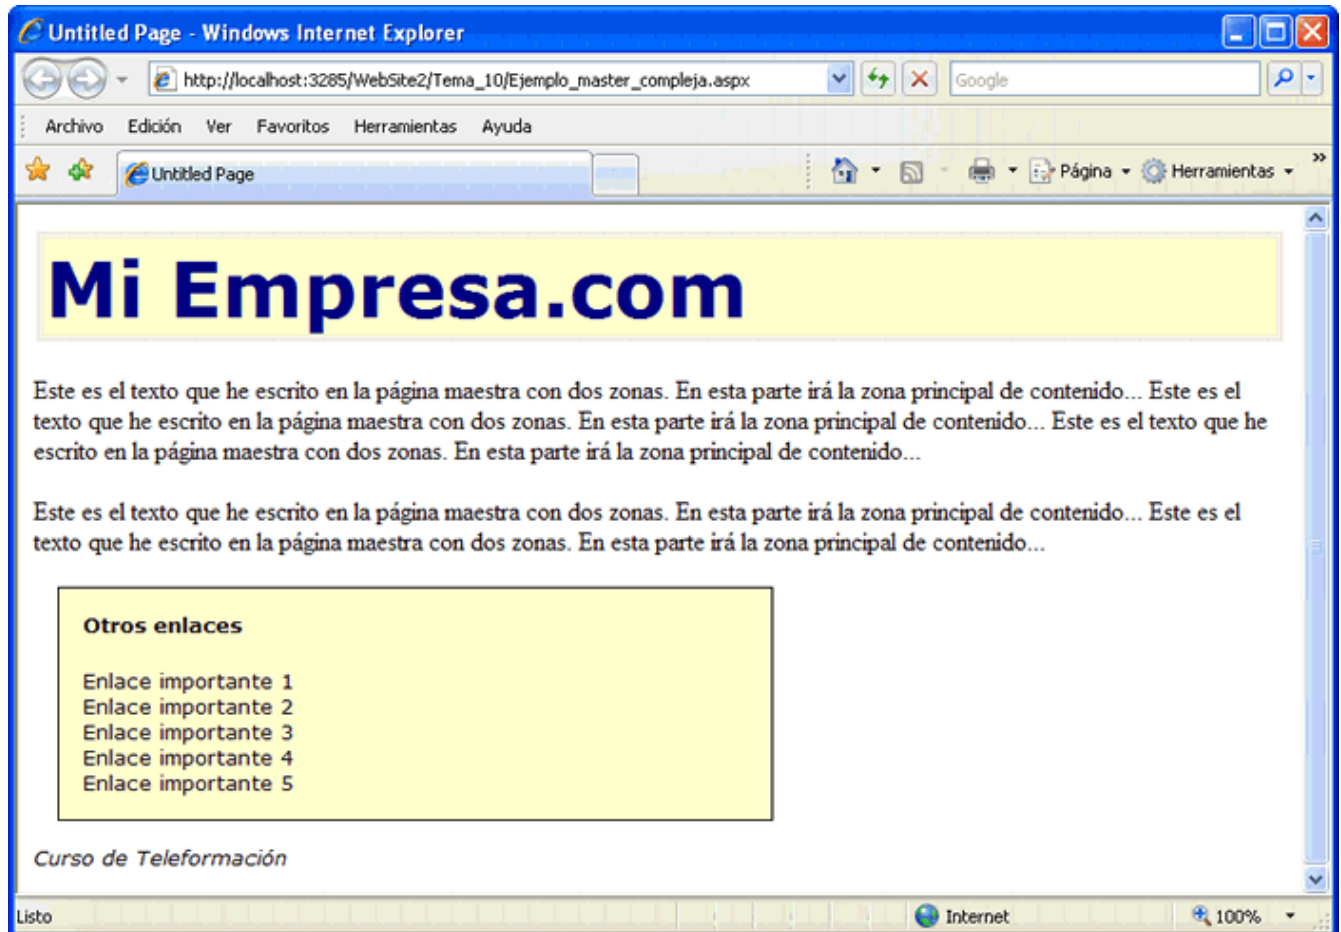 Untitled Page - Windows Internet Explorer
http://localhost:3285/WebSite2/Tema_10/Ejemplo_master_compleja.aspx Google
Archivo Edición Ver Favoritos Herramientas Ayuda
Untitled Page Página Herramientas »
Mi Empresa.com
Este es el texto que he escrito en la página maestra con dos zonas. En esta parte irá la zona principal de contenido... Este es el
texto que he escrito en la página maestra con dos zonas. En esta parte irá la zona principal de contenido... Este es el texto que he
escrito en la página maestra con dos zonas. En esta parte irá la zona principal de contenido...
Este es el texto que he escrito en la página maestra con dos zonas. En esta parte irá la zona principal de contenido... Este es el
texto que he escrito en la página maestra con dos zonas. En esta parte irá la zona principal de contenido...
Otros enlaces
Enlace importante 1
Enlace importante 2
Enlace importante 3
Enlace importante 4
Enlace importante 5
Curso de Teleformación
Listo Internet 100%